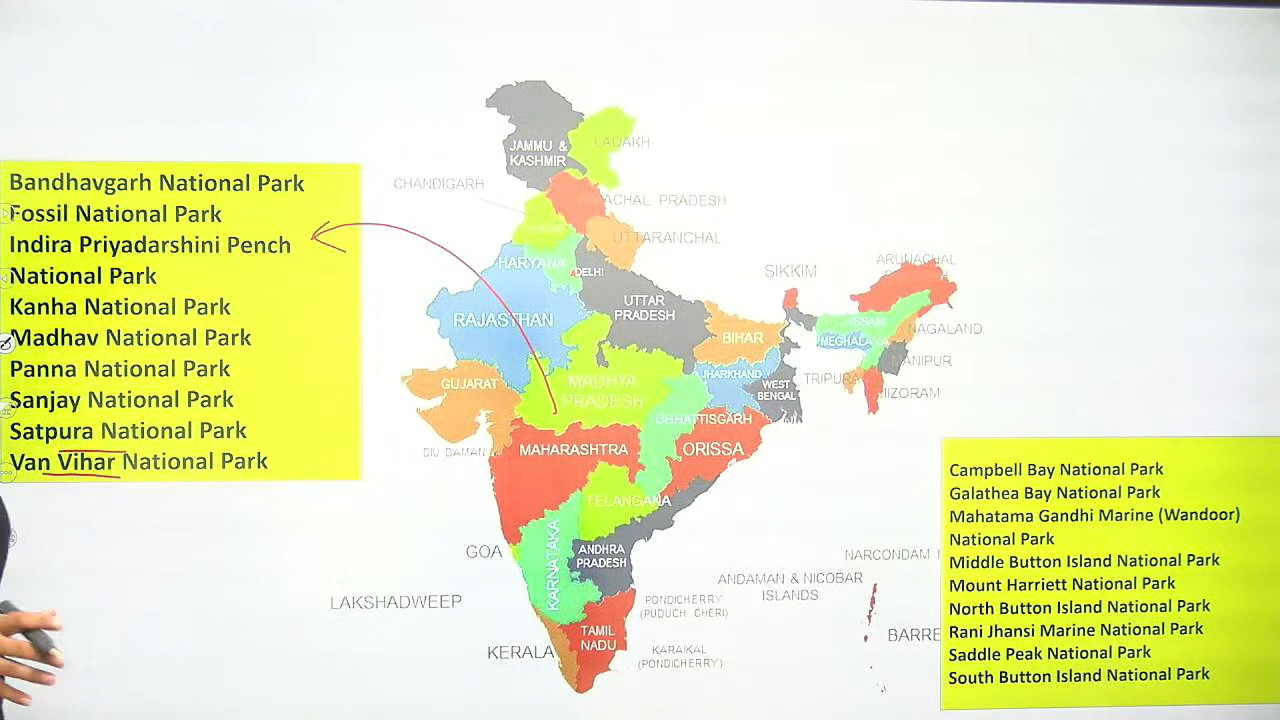 Bandhavgarh National Park
Fossil National Park
Indira Priyadarshini Pench
National Park
Kanha National Park
Madhav National Park
Panna National Park
Sanjay National Park
Satpura National Park
Van Vihar National Park
JAMMU &
KASHMIR
LADAKH
CHANDIGARH
ACHAL PRADESH
UTTARANCHAL
HARYANA
DELHI
RAJASTHAN
UTTAR
PRADESH
SIKKIM
ARUNACHAL
BIHAR
ASSAM
NAGALAND
MEGHALAYA
ANIPUR
TRIPURA
MIZORAM
GUJARAT
MADHYA
PRADESH
JHARKHAND
WEST
BENGAL
CHHATTISGARH
DIU DAMAN
MAHARASHTRA
ORISSA
TELANGANA
GOA
KARNATAKA
ANDHRA
PRADESH
LAKSHADWEEP
PONDICHERRY
(PUDUCH CHERI)
TAMIL
NADU
KERALA
KARAIKAL
(PONDICHERRY)
ANDAMAN & NICOBAR
ISLANDS
NARCONDAM I
BARRE
Campbell Bay National Park
Galathea Bay National Park
Mahatama Gandhi Marine (Wandoor)
National Park
Middle Button Island National Park
Mount Harriett National Park
North Button Island National Park
Rani Jhansi Marine National Park
Saddle Peak National Park
South Button Island National Park